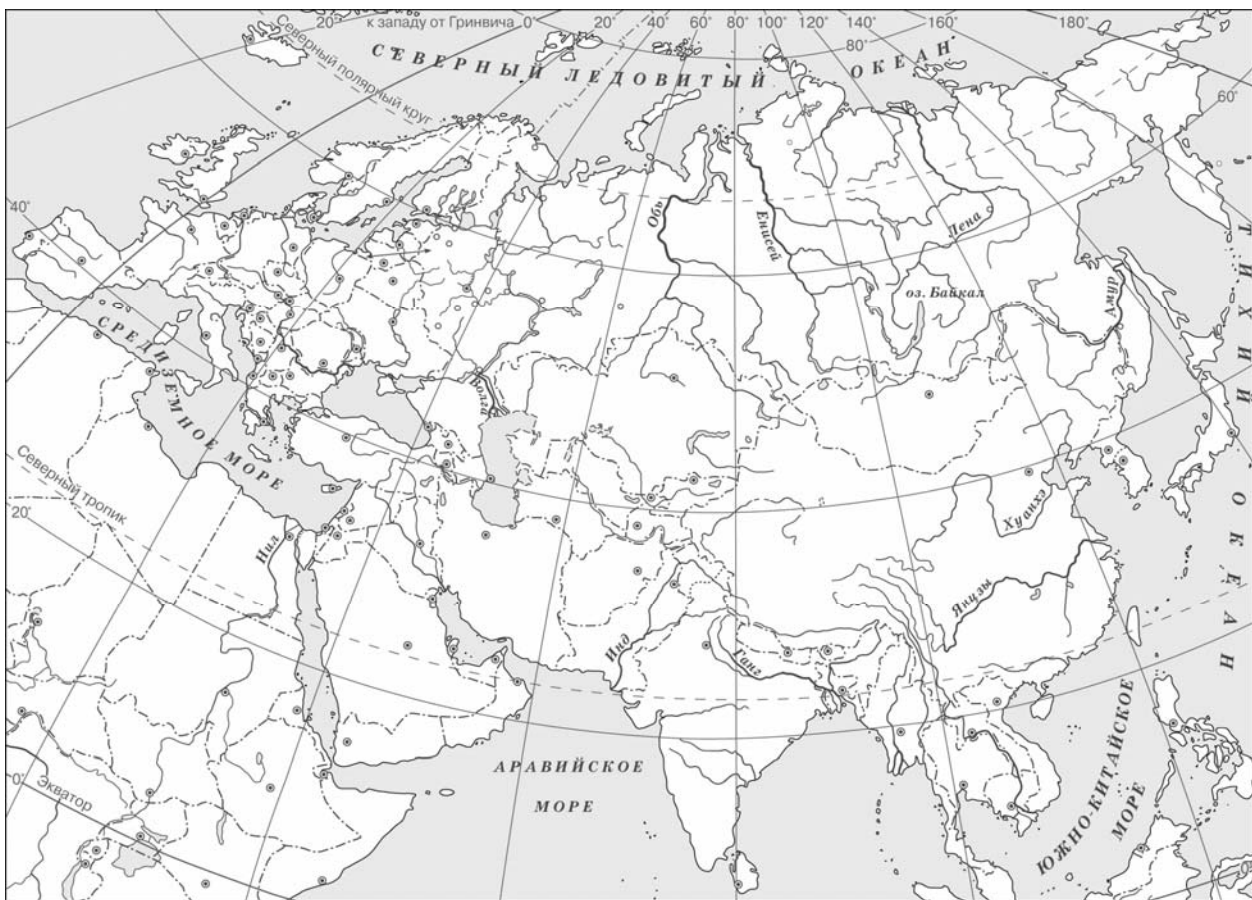 20° к западу от Гринвича 0° 20° 40° 60° 80° 100° 120° 140° 160° 180°
80°
60°
Северный полярный круг
СЕВЕРНЫЙ ЛЕДОВИТЫЙ ОКЕАН
40°
Обь
Енисей
Лена
оз. Байкал
Амур
ТИХИЙ ОКЕАН
Волга
СРЕДИЗЕМНОЕ МОРЕ
Северный тропик
20°
Нил
Хуанхэ
Янцзы
Инд
Ганг
АРАВИЙСКОЕ
МОРЕ
ЮЖНО-КИТАЙСКОЕ
МОРЕ
Экватор
0°
0°